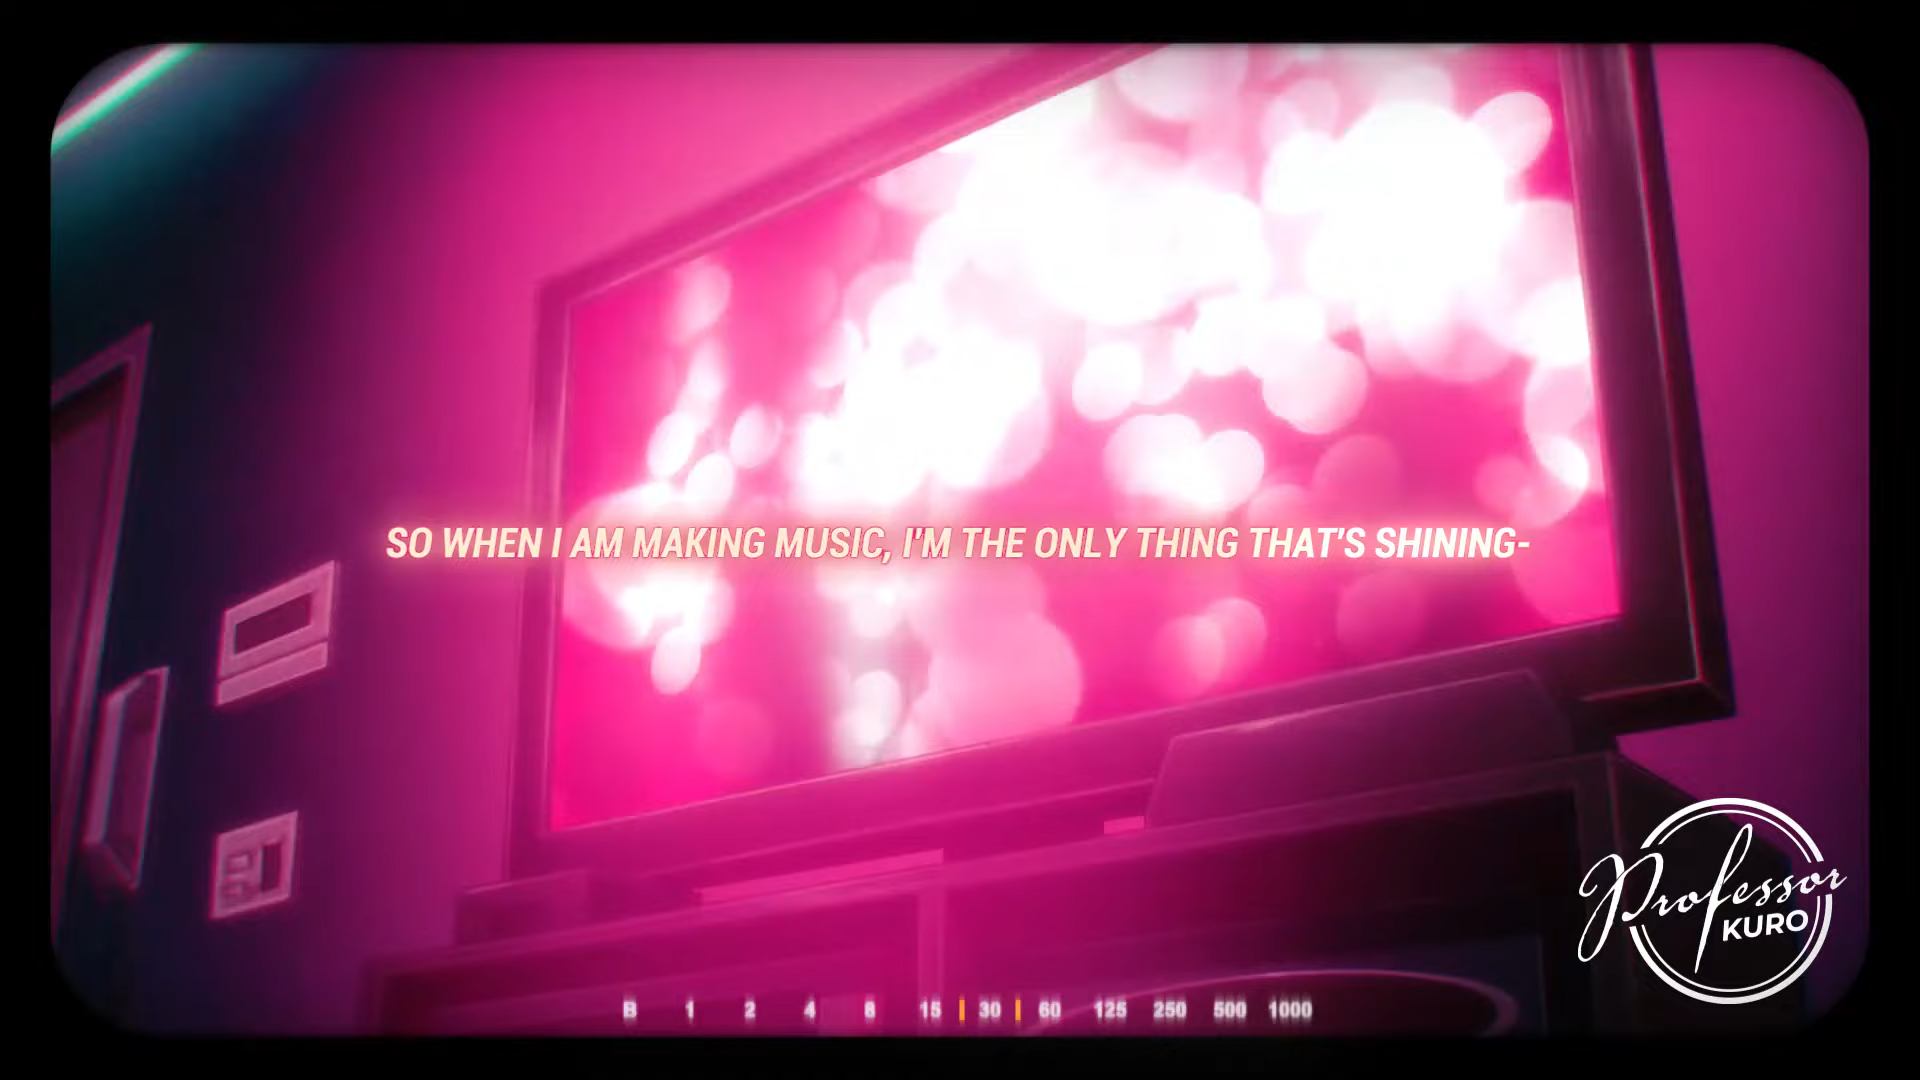 SO WHEN I AM MAKING MUSIC, I'M THE ONLY THING THAT'S SHINING-
Professor
KURO
B 1 2 4 8 15 30 60 125 250 500 1000